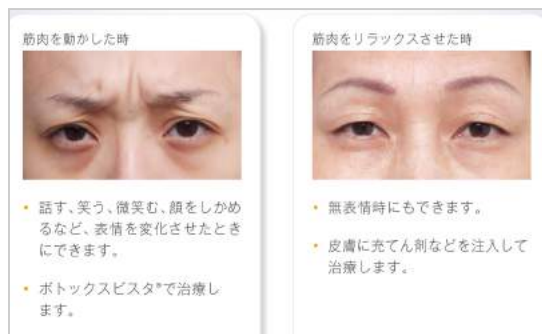 筋肉を動かした時
話す、笑う、微笑む、顔をしかめ
るなど、表情を変化させたとき
にできます。
ボトックスビスタ®で治療し
ます。
筋肉をリラックスさせた時
無表情時にもできます。
皮膚に充てん剤などを注入して
治療します。